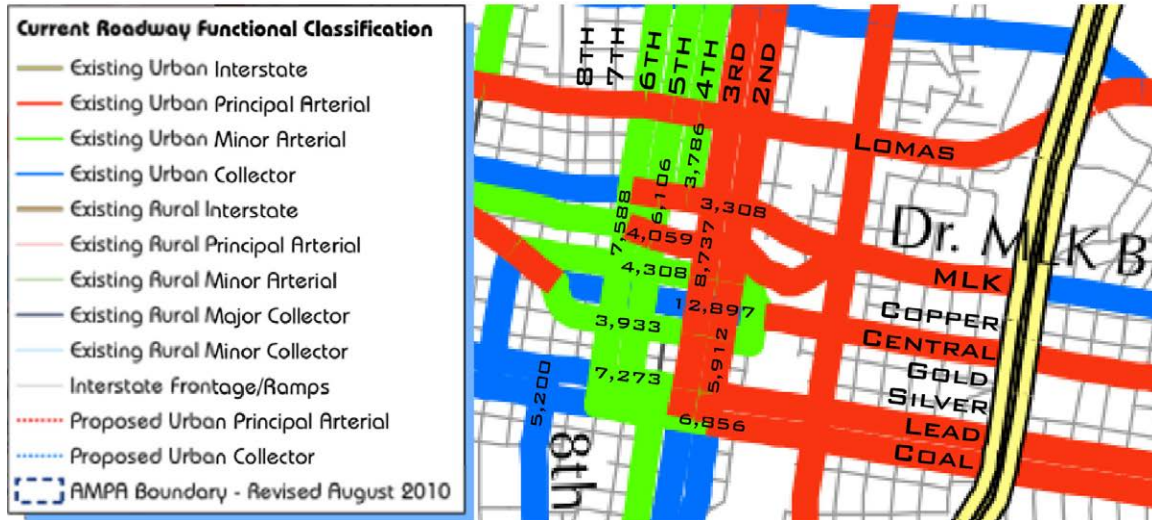 Current Roadway Functional Classification
Existing Urban Interstate
Existing Urban Principal Arterial
Existing Urban Minor Arterial
Existing Urban Collector
Existing Rural Interstate
Existing Rural Principal Arterial
Existing Rural Minor Arterial
Existing Rural Major Collector
Existing Rural Minor Collector
Interstate Frontage/Ramps
Proposed Urban Principal Arterial
Proposed Urban Collector
AMPA Boundary - Revised August 2010
8TH
7TH
6TH
5TH
4TH
3RD
2ND
LOMAS
3,786
6,106
3,308
7,588
4,059
8,737
Dr. MLK B
MLK
4,308
12,897
COPPER
3,933
CENTRAL
5,912
GOLD
7,273
SILVER
5,200
6,856
LEAD
COAL
8th